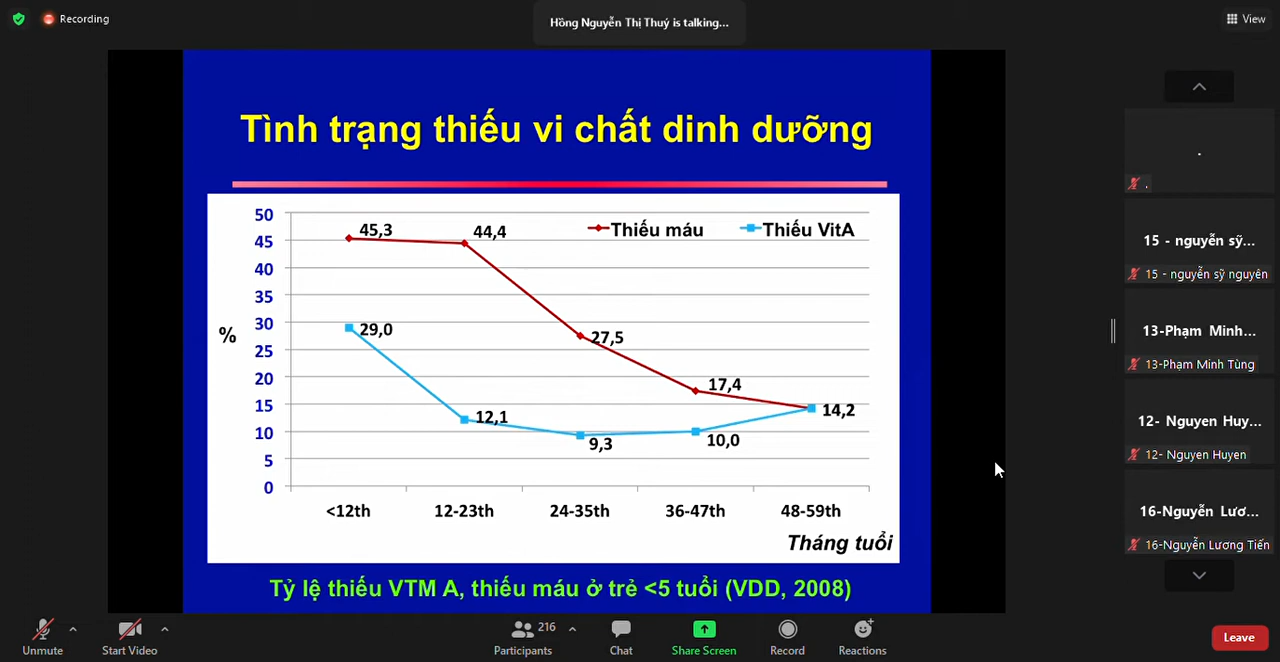 Recording
Hồng Nguyễn Thị Thuý is talking...
View
Tình trạng thiếu vi chất dinh dưỡng
50
45
40
35
30
25
20
15
10
5
0
%
Thiếu máu
Thiếu VitA
45,3
44,4
27,5
17,4
14,2
29,0
12,1
9,3
10,0
<12th
12-23th
24-35th
36-47th
48-59th
Tháng tuổi
Tỷ lệ thiếu VTM A, thiếu máu ở trẻ <5 tuổi (VDD, 2008)
.
.
15 - nguyễn sỹ...
15 - nguyễn sỹ nguyên
13-Phạm Minh...
13-Phạm Minh Tùng
12- Nguyen Huy...
12- Nguyen Huyen
16-Nguyễn Lươ...
16-Nguyễn Lương Tiến
Unmute
Start Video
216
Participants
Chat
Share Screen
Record
Reactions
Leave